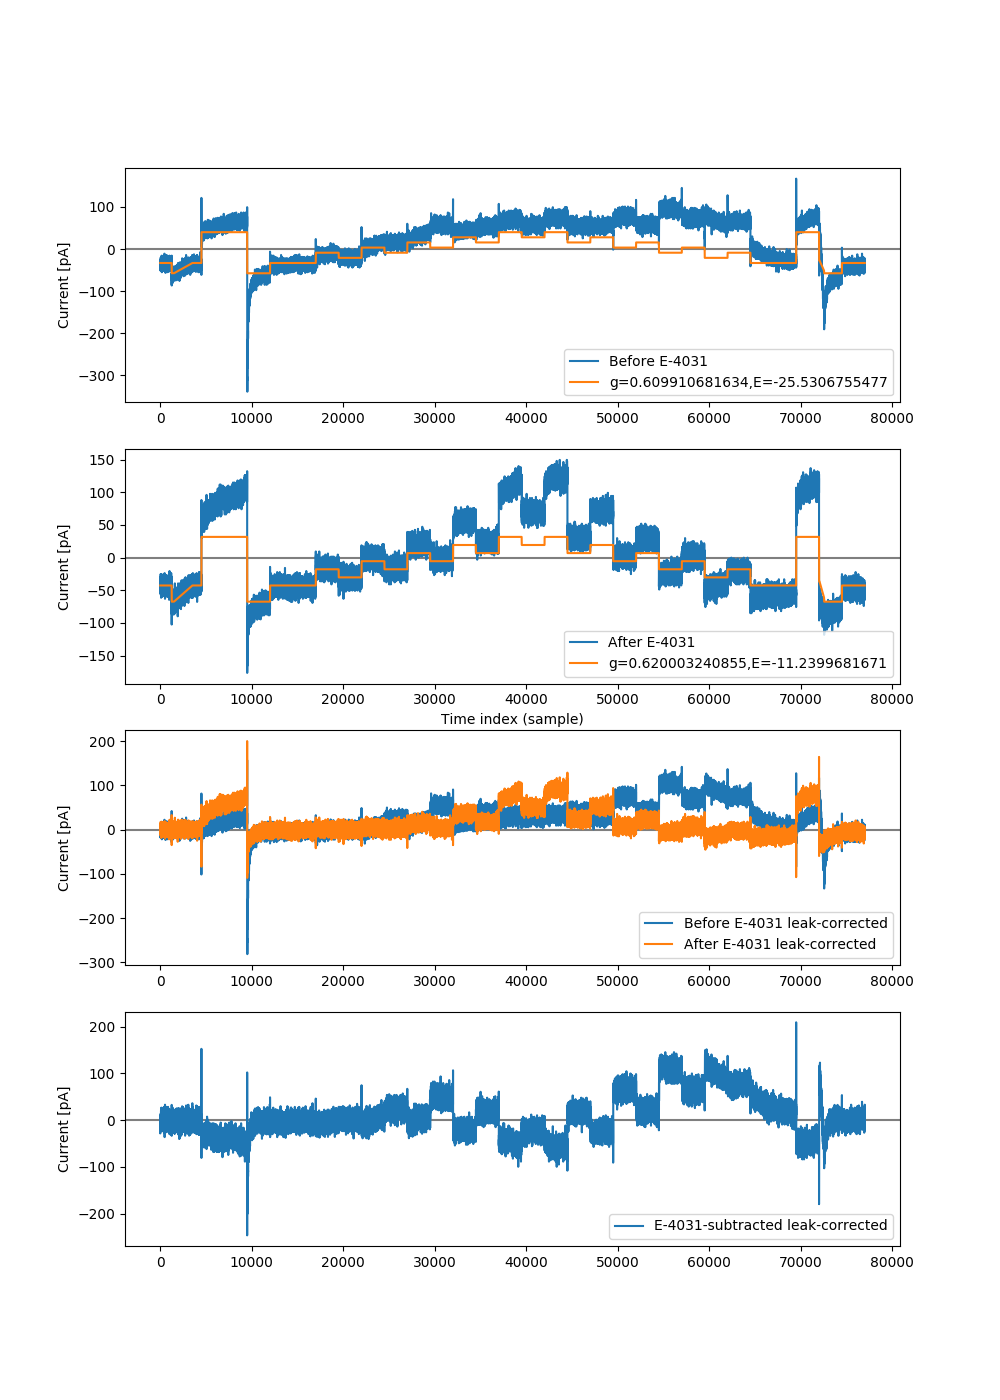 100
0
−100
−200
−300
Current [pA]
Before E-4031
g=0.609910681634,E=-25.5306755477
0 10000 20000 30000 40000 50000 60000 70000 80000
150
100
50
0
−50
−100
−150
Current [pA]
After E-4031
g=0.620003240855,E=-11.2399681671
0 10000 20000 30000 40000 50000 60000 70000 80000
Time index (sample)
200
100
0
−100
−200
−300
Current [pA]
Before E-4031 leak-corrected
After E-4031 leak-corrected
0 10000 20000 30000 40000 50000 60000 70000 80000
200
100
0
−100
−200
Current [pA]
E-4031-subtracted leak-corrected
0 10000 20000 30000 40000 50000 60000 70000 80000